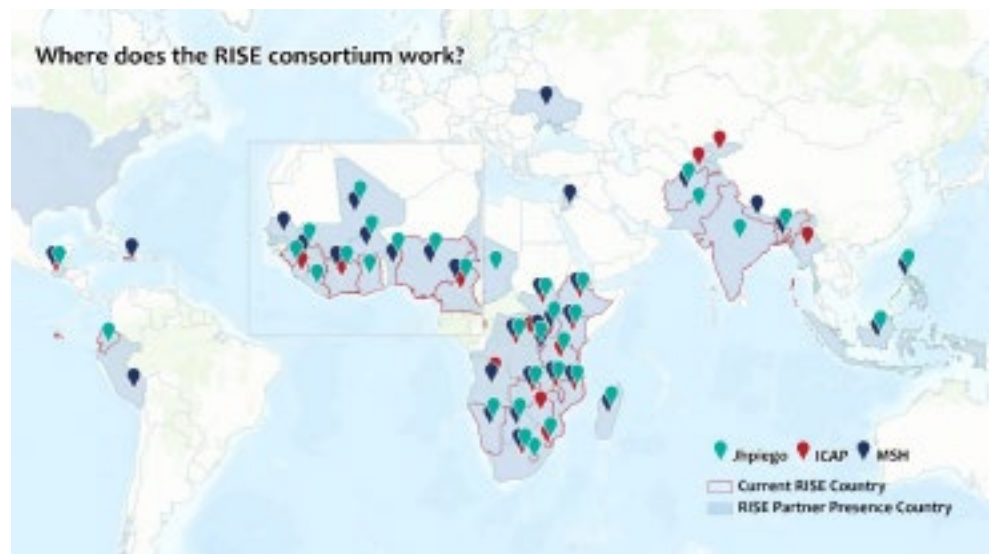 Where does the RISE consortium work?
Jhpiego ICAP MSH
Current RISE Country
RISE Partner Presence Country